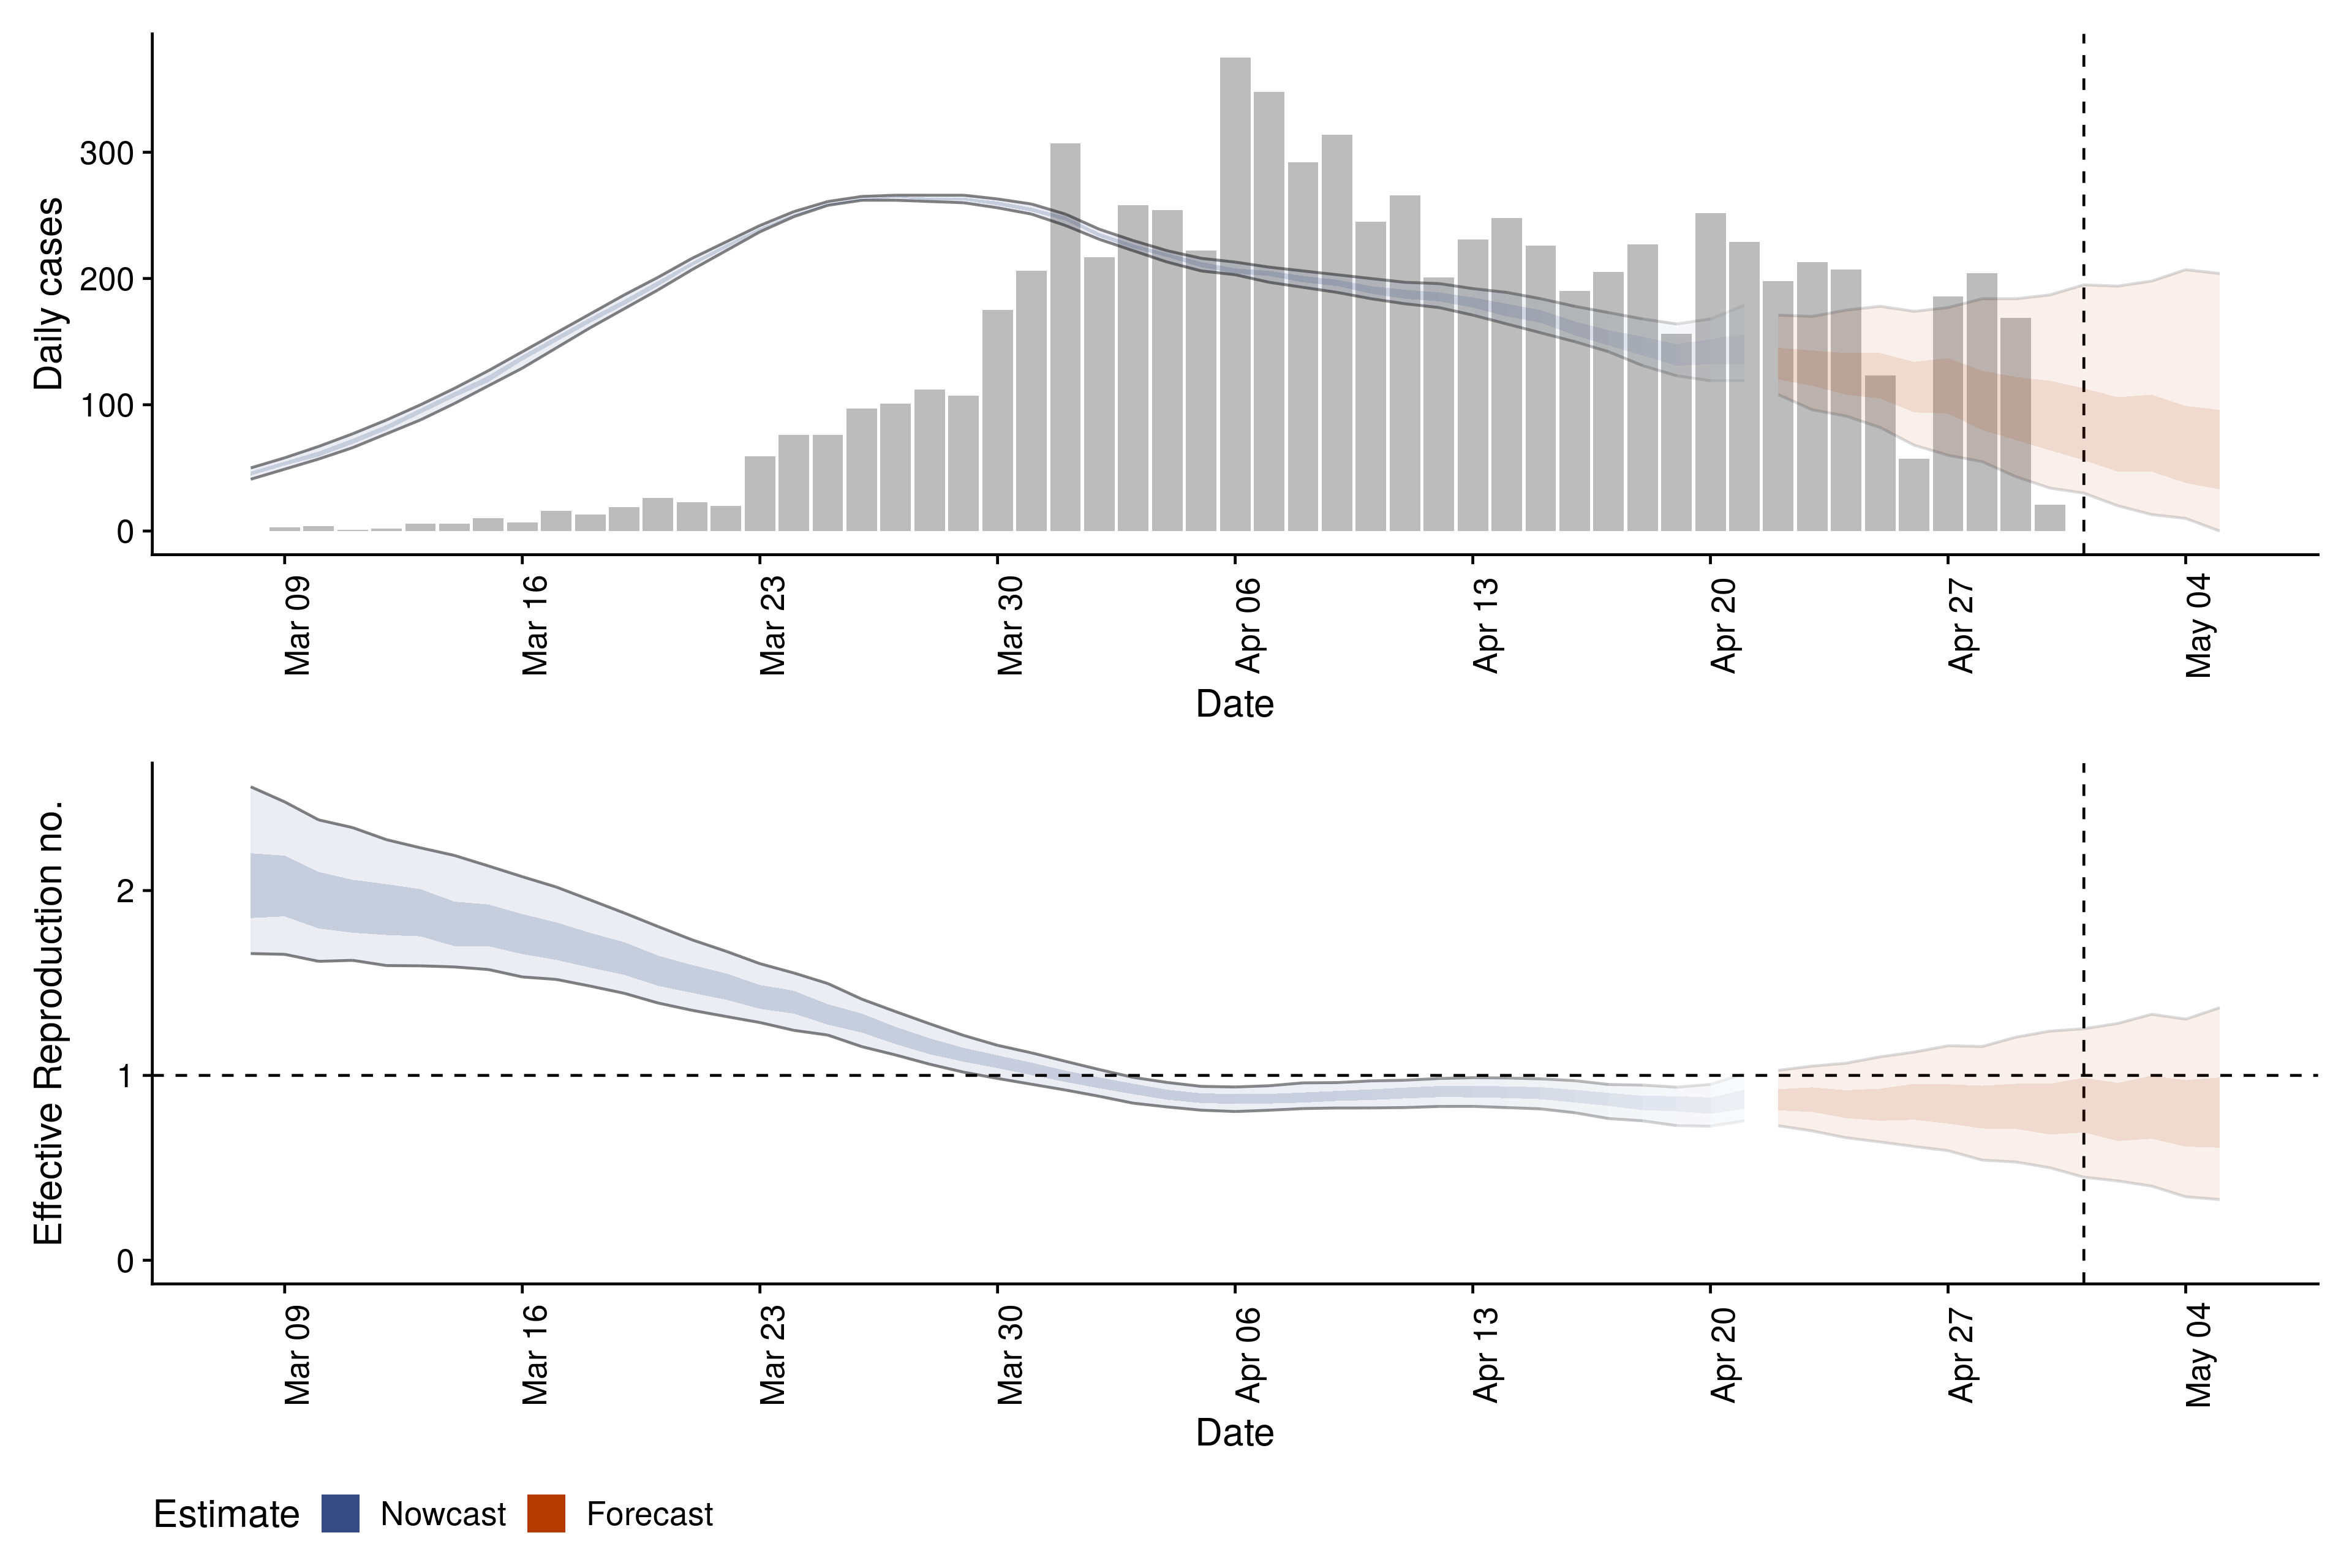 Daily cases
300
200
100
0
Mar 09
Mar 16
Mar 23
Mar 30
Apr 06
Apr 13
Apr 20
Apr 27
May 04
Date
Effective Reproduction no.
2
1
0
Mar 09
Mar 16
Mar 23
Mar 30
Apr 06
Apr 13
Apr 20
Apr 27
May 04
Date
Estimate Nowcast Forecast